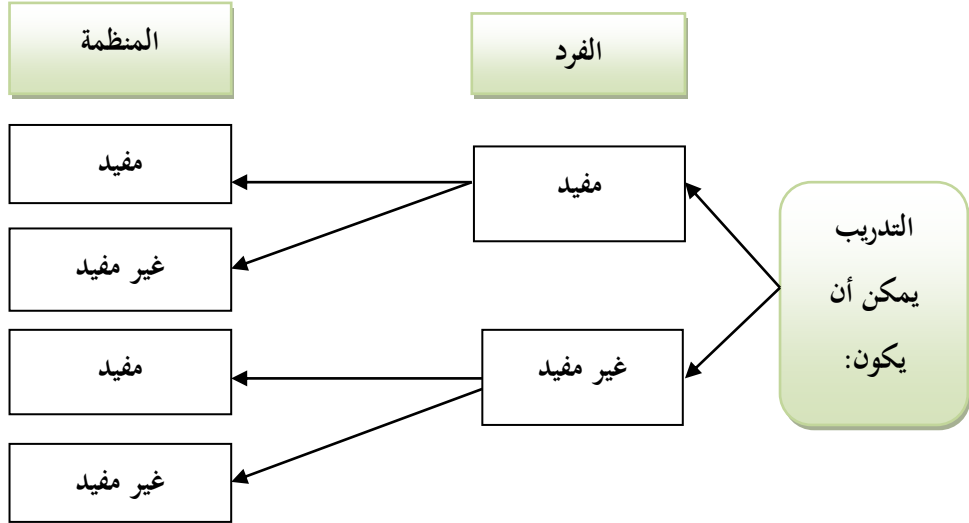 الفرد
المنظمة
التدريب
يمكن أن
يكون:
مفيد
غير مفيد
مفيد
غير مفيد
مفيد
غير مفيد